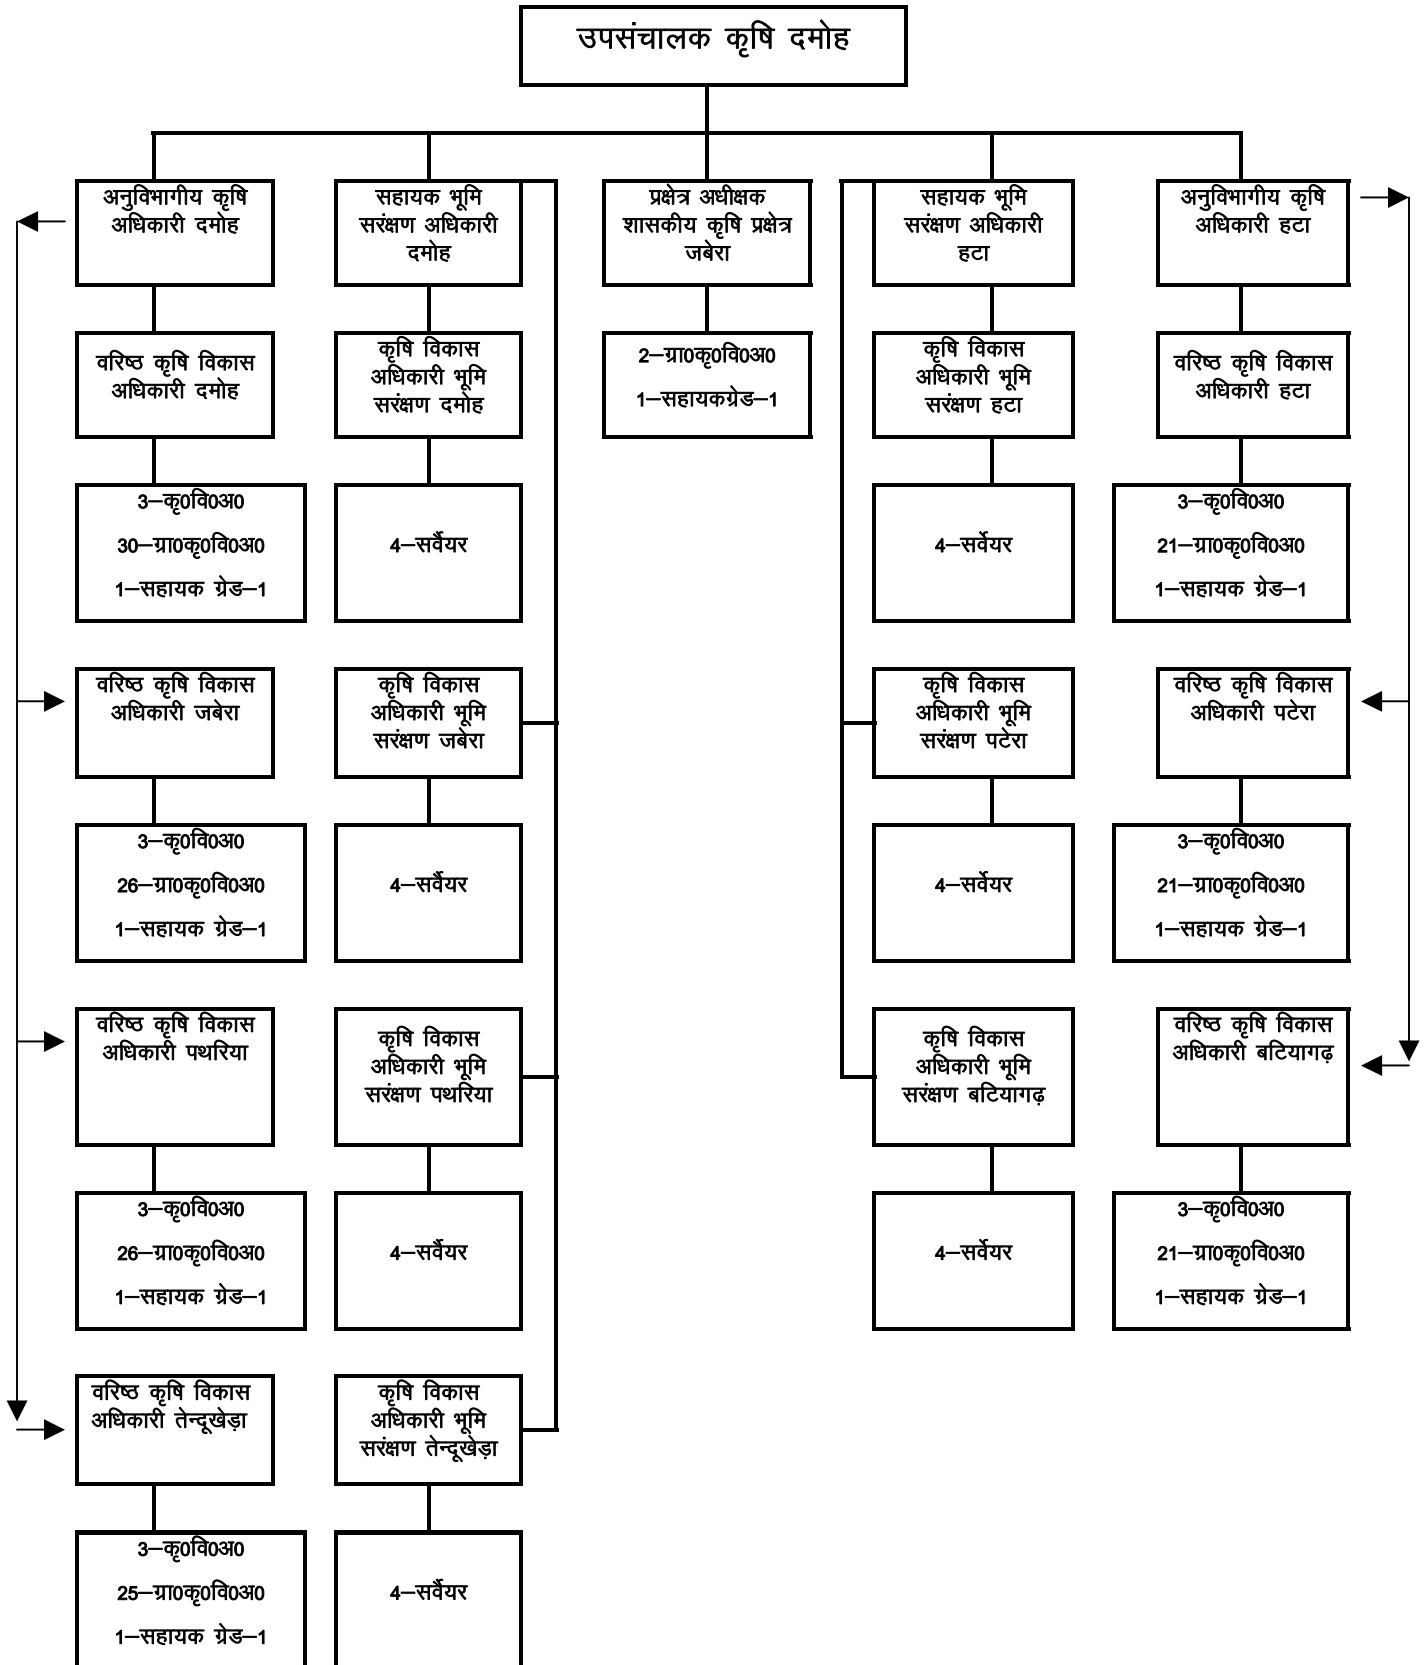 उपसंचालक कृषि दमोह
अनुविभागीय कृषि
अधिकारी दमोह
सहायक भूमि
सरंक्षण अधिकारी
दमोह
प्रक्षेत्र अधीक्षक
शासकीय कृषि प्रक्षेत्र
जबेरा
सहायक भूमि
सरंक्षण अधिकारी
हटा
अनुविभागीय कृषि
अधिकारी हटा
वरिष्ठ कृषि विकास
अधिकारी दमोह
कृषि विकास
अधिकारी भूमि
सरंक्षण दमोह
2–ग्रा0कृ0वि0अ0
1–सहायकग्रेड–1
कृषि विकास
अधिकारी भूमि
सरंक्षण हटा
वरिष्ठ कृषि विकास
अधिकारी हटा
3–कृ0वि0अ0
30–ग्रा0कृ0वि0अ0
1–सहायक ग्रेड–1
4–सर्वैयर
4–सर्वेयर
3–कृ0वि0अ0
21–ग्रा0कृ0वि0अ0
1–सहायक ग्रेड–1
वरिष्ठ कृषि विकास
अधिकारी जबेरा
कृषि विकास
अधिकारी भूमि
सरंक्षण जबेरा
कृषि विकास
अधिकारी भूमि
सरंक्षण पटेरा
वरिष्ठ कृषि विकास
अधिकारी पटेरा
3–कृ0वि0अ0
26–ग्रा0कृ0वि0अ0
1–सहायक ग्रेड–1
4–सर्वैयर
4–सर्वेयर
3–कृ0वि0अ0
21–ग्रा0कृ0वि0अ0
1–सहायक ग्रेड–1
वरिष्ठ कृषि विकास
अधिकारी पथरिया
कृषि विकास
अधिकारी भूमि
सरंक्षण पथरिया
कृषि विकास
अधिकारी भूमि
सरंक्षण बटियागढ़
वरिष्ठ कृषि विकास
अधिकारी बटियागढ़
3–कृ0वि0अ0
26–ग्रा0कृ0वि0अ0
1–सहायक ग्रेड–1
4–सर्वैयर
4–सर्वेयर
3–कृ0वि0अ0
21–ग्रा0कृ0वि0अ0
1–सहायक ग्रेड–1
वरिष्ठ कृषि विकास
अधिकारी तेन्दूखेड़ा
कृषि विकास
अधिकारी भूमि
सरंक्षण तेन्दूखेड़ा
3–कृ0वि0अ0
25–ग्रा0कृ0वि0अ0
1–सहायक ग्रेड–1
4–सर्वैयर